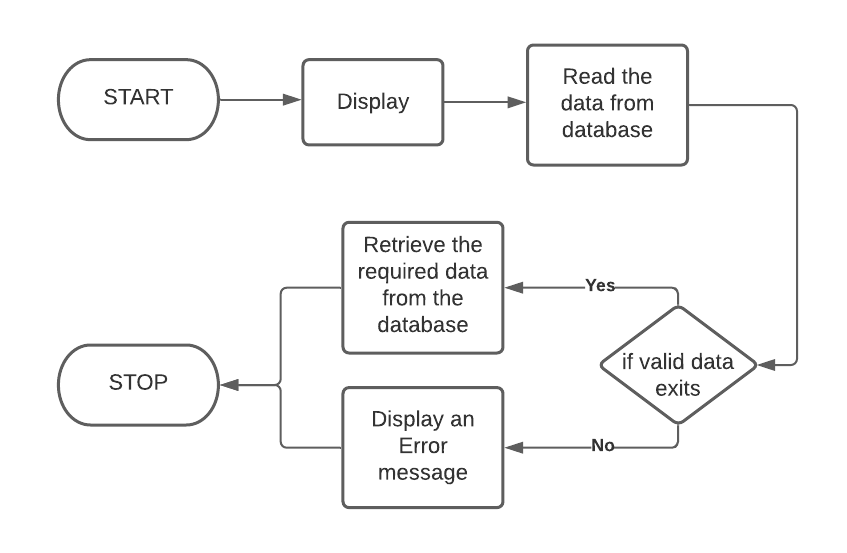 START
Display
Read the
data from
database
Retrieve the
required data
from the
database
Yes
if valid data
exits
STOP
Display an
Error
message
No